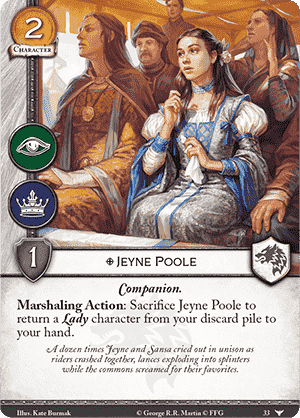 2
CHARACTER
1
JEYNE POOLE
Companion.
Marshaling Action: Sacrifice Jeyne Poole to
return a Lady character from your discard pile to
your hand.
A dozen times Jeyne and Sansa cried out in unison as
riders crashed together, lances exploding into splinters
while the commons screamed for their favorites.
Illus. Kate Burmak
© George R.R. Martin © FFG
33